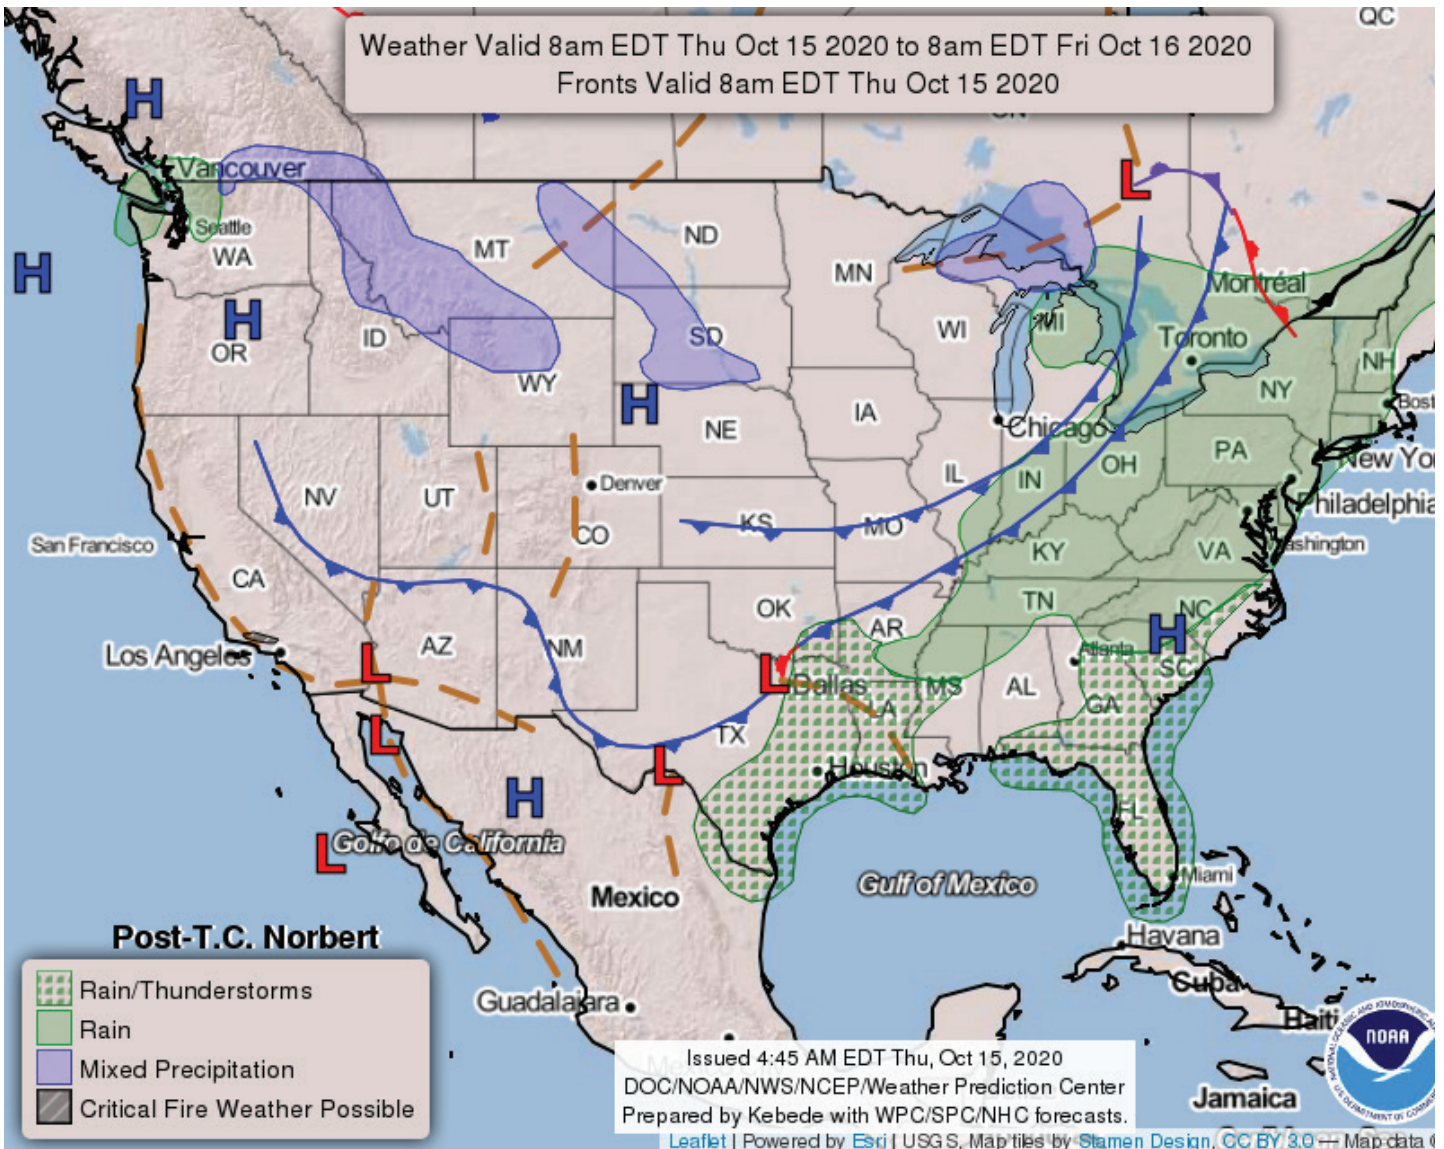 Weather Valid 8am EDT Thu Oct 15 2020 to 8am EDT Fri Oct 16 2020
Fronts Valid 8am EDT Thu Oct 15 2020
QC
H
Vancouver
L
Seattle
WA
MT
ND
MN
H
Montréal
H
OR
ID
WY
SD
WI
MI
Toronto
NY
NH
H
NE
IA
Chicago
Bost
PA
New Yo
NV
UT
Denver
CO
KS
MO
IL
IN
OH
Philadelphia
San Francisco
CA
KY
VA
ashington
OK
AR
TN
NC
H
Los Angeles
L
AZ
NM
L
Dallas
MS
AL
Atlanta
SC
GA
LA
L
TX
L
Houston
H
FL
L
Golfo de California
Mexico
Gulf of Mexico
Miami
Post-T.C. Norbert
Havana
Cuba
Guadalajara
Haiti
Rain/Thunderstorms
Rain
Mixed Precipitation
Critical Fire Weather Possible
Issued 4:45 AM EDT Thu, Oct 15, 2020
DOC/NOAA/NWS/NCEP/Weather Prediction Center
Prepared by Kebede with WPC/SPC/NHC forecasts.
NOAA
Jamaica
Leaflet | Powered by Esri | USGS, Map tiles by Stamen Design, CC BY 3.0 — Map data ©